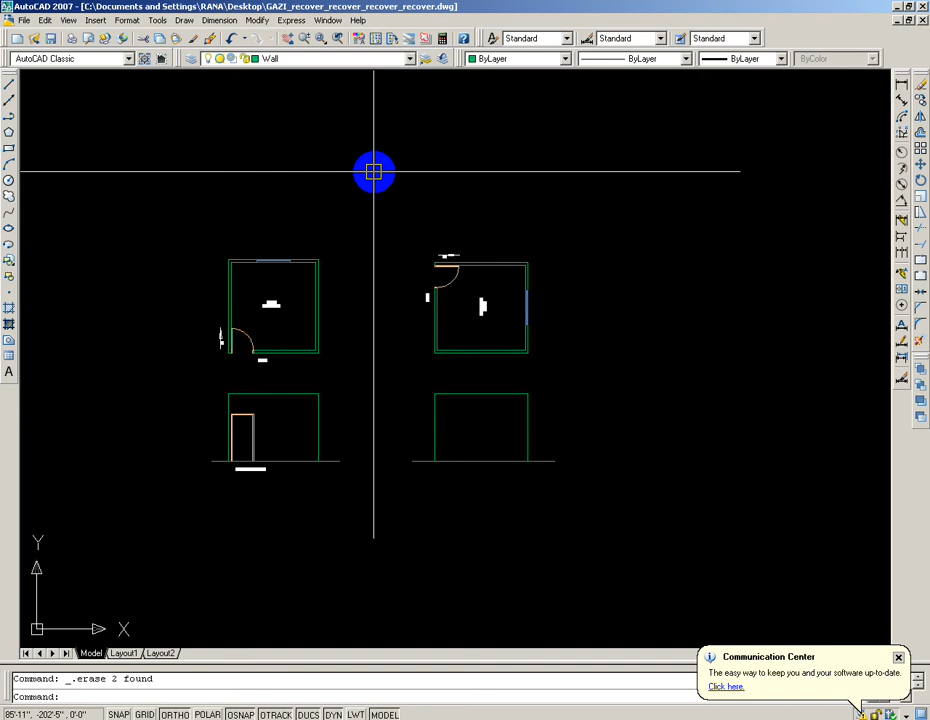 AutoCAD 2007 - [C:\Documents and Settings\RANA\Desktop\GAZI_recover_recover_recover_recover.dwg]
File Edit View Insert Format Tools Draw Dimension Modify Express Window Help
Standard Standard Standard
AutoCAD Classic Wall ByLayer ByLayer ByLayer ByColor
A
Y
X
Model Layout1 Layout2
Communication Center
The easy way to keep you and your software up-to-date.
Click here.
Command: _.erase 2 found
Command:
85'-11", -202'-5" , 0'-0" SNAP GRID ORTHO POLAR OSNAP OTRACK DUCS DYN LWT MODEL